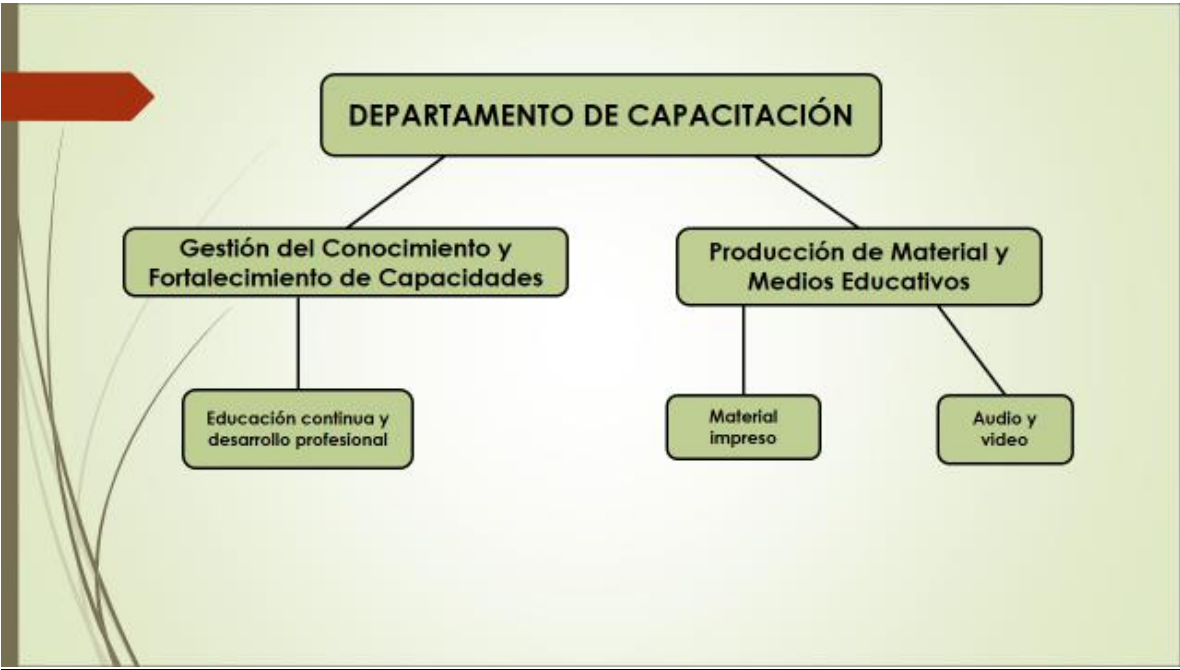 DEPARTAMENTO DE CAPACITACIÓN
Gestión del Conocimiento y
Fortalecimiento de Capacidades
Producción de Material y
Medios Educativos
Educación continua y
desarrollo profesional
Material
impreso
Audio y
video